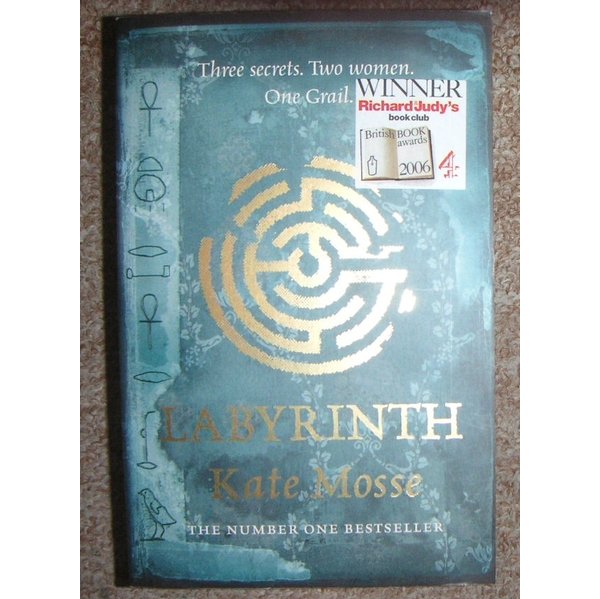 Three secrets. Two women.
One Grail.
WINNER
Richard&Judy's
book club
British BOOK
awards
2006
4
LABYRINTH
Kate Mosse
THE NUMBER ONE BESTSELLER